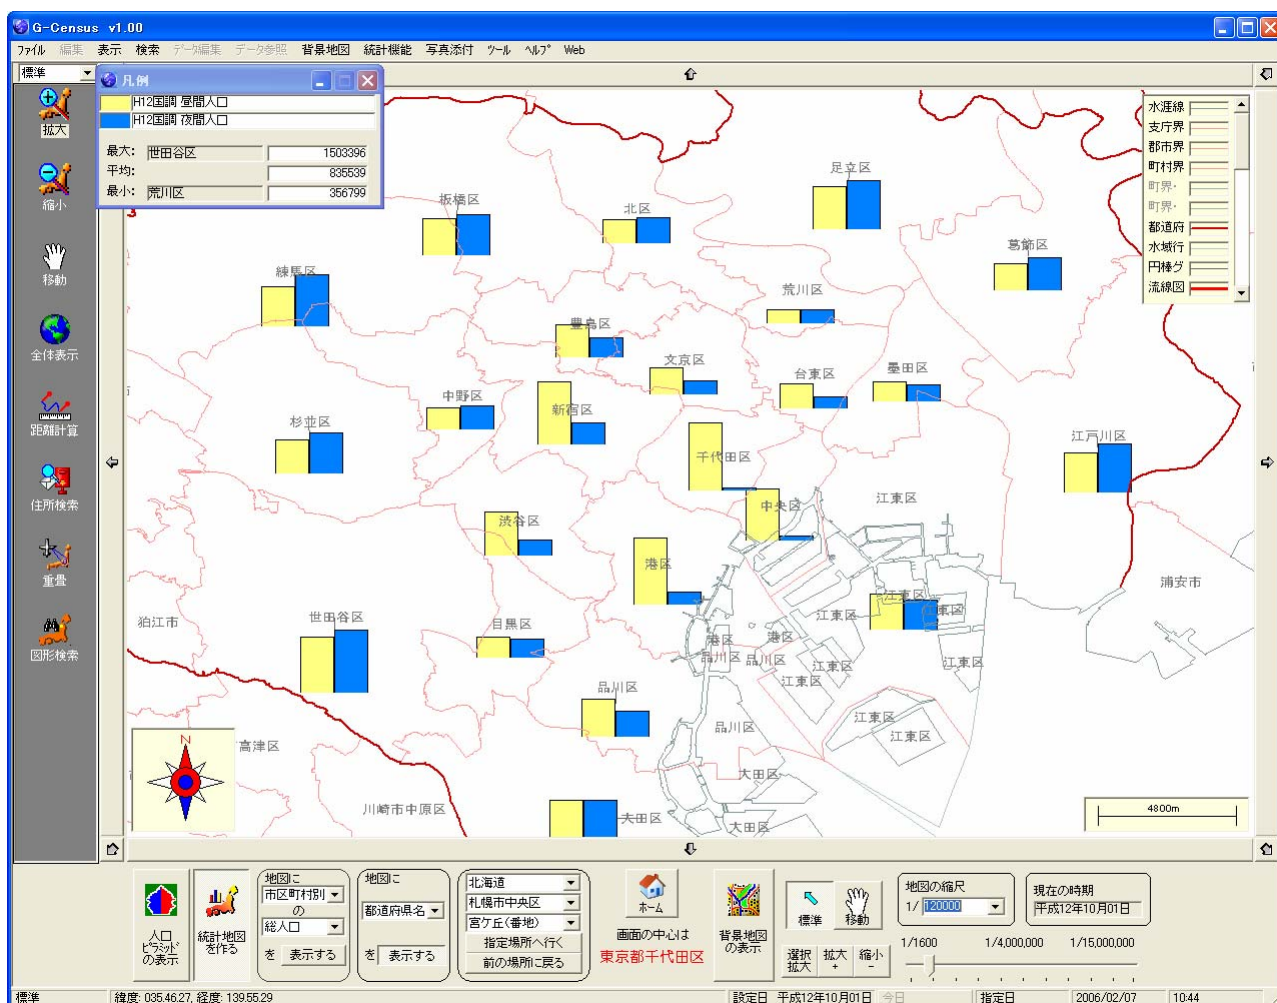 G-Census v1.00
ファイル 編集 表示 検索 データ編集 データ参照 背景地図 統計機能 写真添付 ツール ヘルプ Web
標準
拡大
縮小
移動
全体表示
距離計算
住所検索
重畳
図形検索
凡例
H12国調 昼間人口
H12国調 夜間人口
最大: 世田谷区 1503396
平均: 835539
最小: 荒川区 356799
水涯線
支庁界
郡市界
町村界
町界・
町界・
都道府
水域行
円棒グ
流線図
足立区
板橋区
北区
葛飾区
練馬区
荒川区
豊島区
文京区
台東区
墨田区
中野区
新宿区
杉並区
江戸川区
千代田区
中央区
江東区
渋谷区
港区
浦安市
江東区
江東区
江東区
狛江市
世田谷区
目黒区
港区
港区
品川区
品川区
江東区
江東区
江東区
品川区
品川区
江東区
江東区
N
高津区
大田区
川崎市中原区
大田区
大田区
4800m
人口
ピラミッド
の表示
統計地図
を作る
地図に
市区町村別
の
総人口
を 表示する
地図に
都道府県名
を 表示する
北海道
札幌市中央区
宮ケ丘(番地)
指定場所へ行く
前の場所に戻る
ホーム
画面の中心は
東京都千代田区
背景地図
の表示
標準
移動
選択
拡大
拡大
+
縮小
-
地図の縮尺
1/ 120000
現在の時期
平成12年10月01日
1/1600 1/4,000,000 1/15,000,000
標準 緯度: 035.46.27, 経度: 139.55.29 設定日 平成12年10月01日 今日 指定日 2006/02/07 10:44